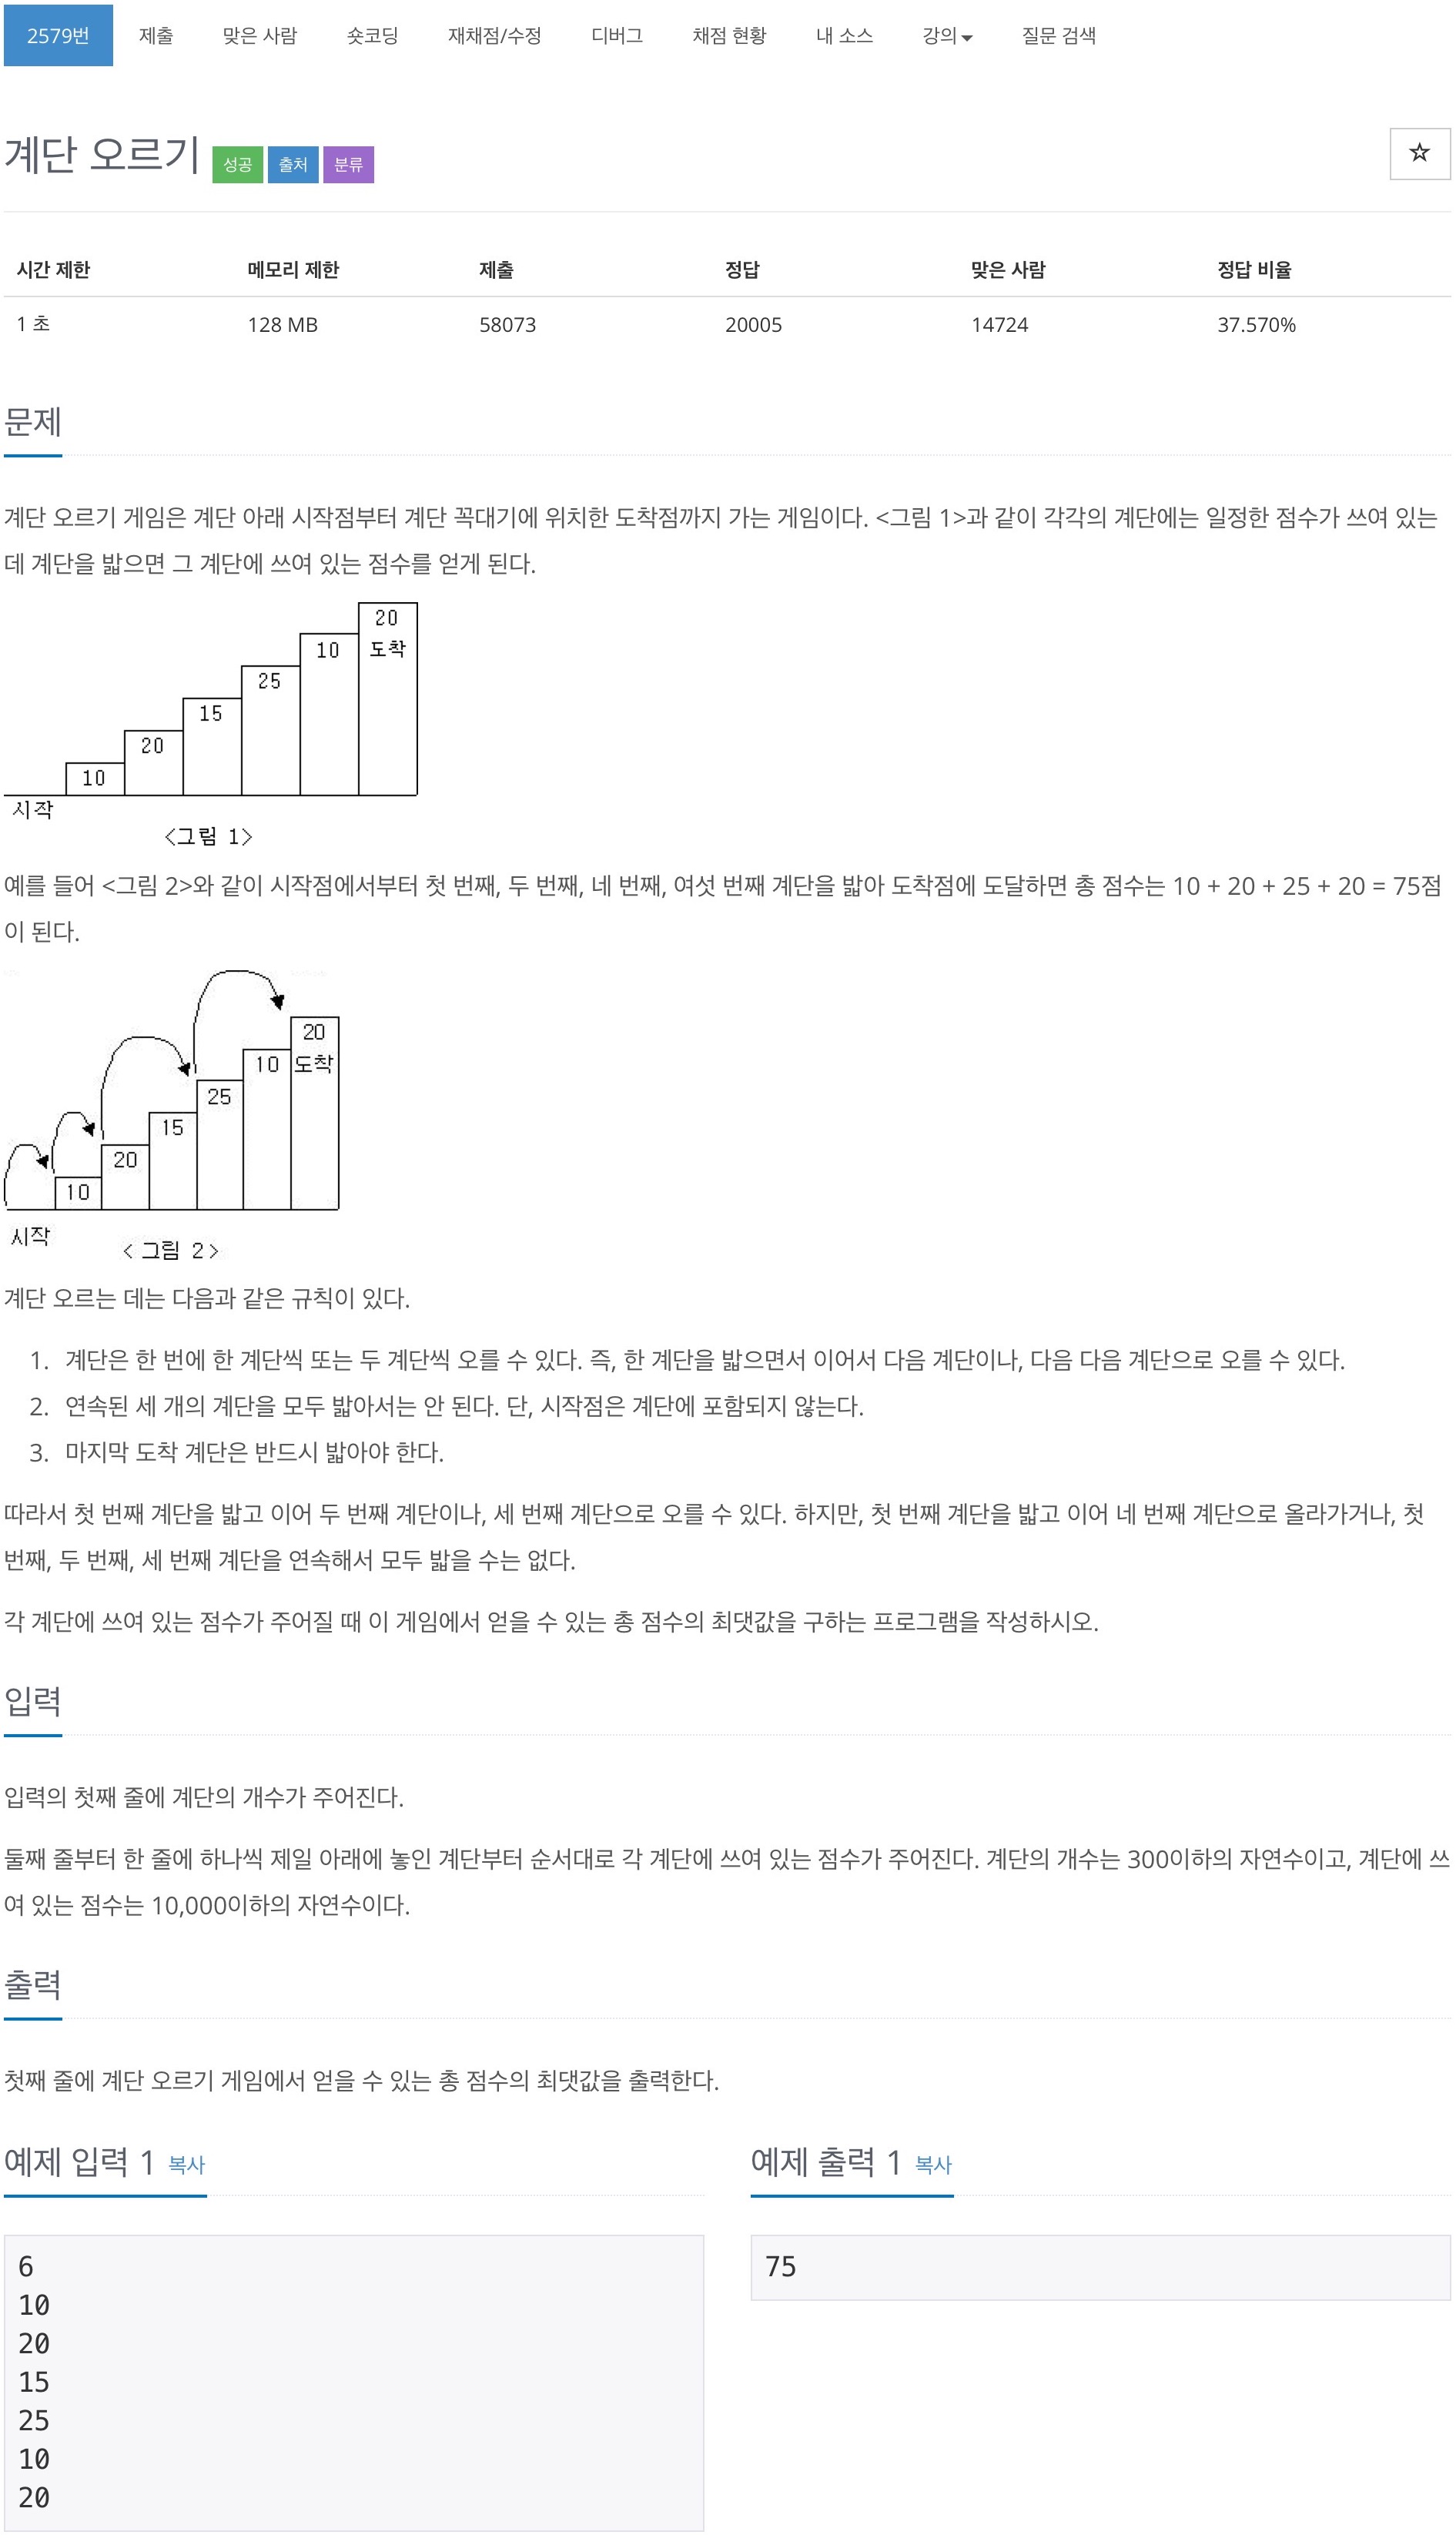 2579번 제출 맞은 사람 숏코딩 재채점/수정 디버그 채점 현황 내 소스 강의 질문 검색
계단 오르기 성공 출처 분류
시간 제한 메모리 제한 제출 정답 맞은 사람 정답 비율
1 초 128 MB 58073 20005 14724 37.570%
문제
계단 오르기 게임은 계단 아래 시작점부터 계단 꼭대기에 위치한 도착점까지 가는 게임이다. <그림 1>과 같이 각각의 계단에는 일정한 점수가 쓰여 있는
데 계단을 밟으면 그 계단에 쓰여 있는 점수를 얻게 된다.
20
10 도착
25
15
20
10
시작
<그림 1>
예를 들어 <그림 2>와 같이 시작점에서부터 첫 번째, 두 번째, 네 번째, 여섯 번째 계단을 밟아 도착점에 도달하면 총 점수는 10 + 20 + 25 + 20 = 75점
이 된다.
20
10 도착
25
15
20
10
시작
< 그림 2>
계단 오르는 데는 다음과 같은 규칙이 있다.
1. 계단은 한 번에 한 계단씩 또는 두 계단씩 오를 수 있다. 즉, 한 계단을 밟으면서 이어서 다음 계단이나, 다음 다음 계단으로 오를 수 있다.
2. 연속된 세 개의 계단을 모두 밟아서는 안 된다. 단, 시작점은 계단에 포함되지 않는다.
3. 마지막 도착 계단은 반드시 밟아야 한다.
따라서 첫 번째 계단을 밟고 이어 두 번째 계단이나, 세 번째 계단으로 오를 수 있다. 하지만, 첫 번째 계단을 밟고 이어 네 번째 계단으로 올라가거나, 첫
번째, 두 번째, 세 번째 계단을 연속해서 모두 밟을 수는 없다.
각 계단에 쓰여 있는 점수가 주어질 때 이 게임에서 얻을 수 있는 총 점수의 최댓값을 구하는 프로그램을 작성하시오.
입력
입력의 첫째 줄에 계단의 개수가 주어진다.
둘째 줄부터 한 줄에 하나씩 제일 아래에 놓인 계단부터 순서대로 각 계단에 쓰여 있는 점수가 주어진다. 계단의 개수는 300이하의 자연수이고, 계단에 쓰
여 있는 점수는 10,000이하의 자연수이다.
출력
첫째 줄에 계단 오르기 게임에서 얻을 수 있는 총 점수의 최댓값을 출력한다.
예제 입력 1 복사
6
10
20
15
25
10
20
예제 출력 1 복사
75